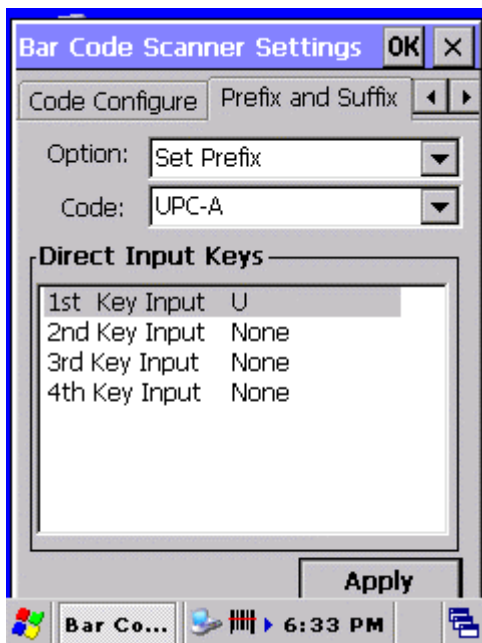 Bar Code Scanner Settings OK ×
Code Configure Prefix and Suffix
Option: Set Prefix
Code: UPC-A
Direct Input Keys
1st Key Input U
2nd Key Input None
3rd Key Input None
4th Key Input None
Apply
Bar Co... 6:33 PM